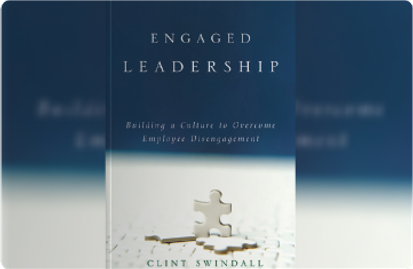 ENGAGED
LEADERSHIP
Building a Culture to Overcome
Employee Disengagement
CLINT SWINDALL